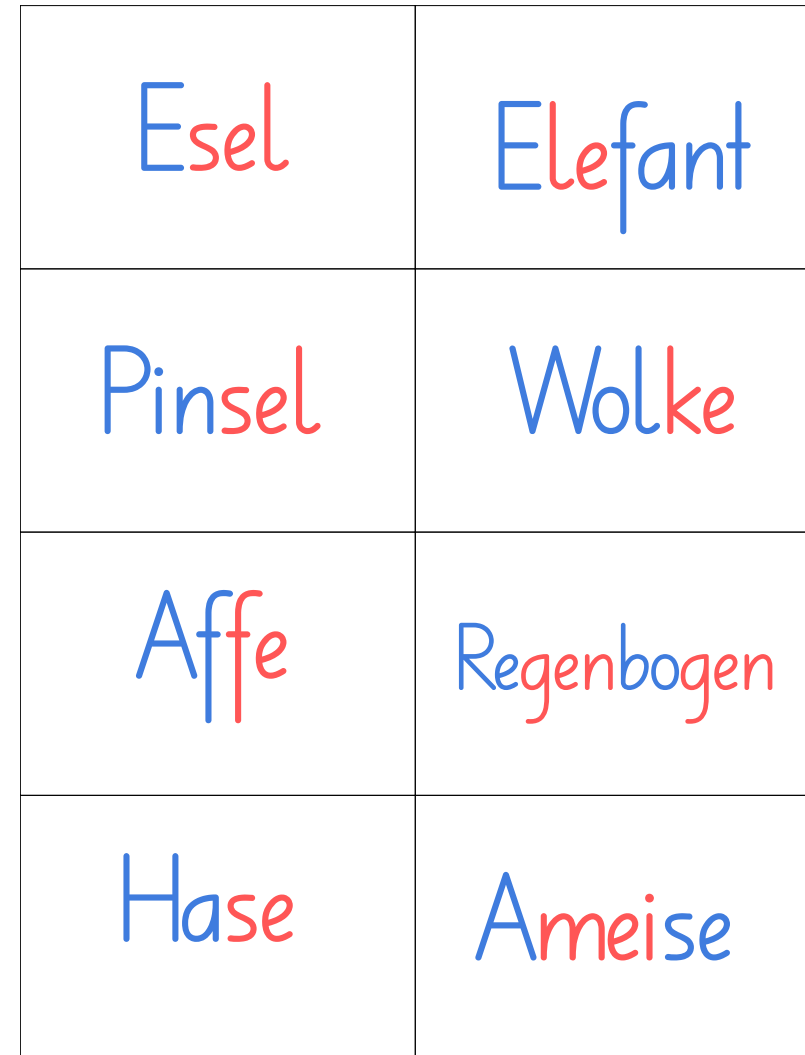 Esel
Elefant
Pinsel
Wolke
Affe
Regenbogen
Hase
Ameise